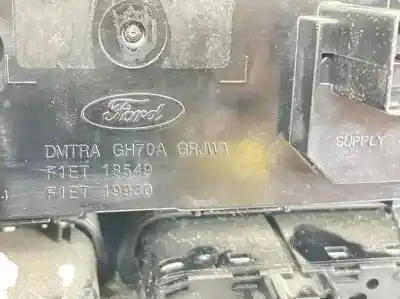 Ford
DMTRA GH70A GRJWA
F1ET 18549
F1ET 19980
SUPPLY